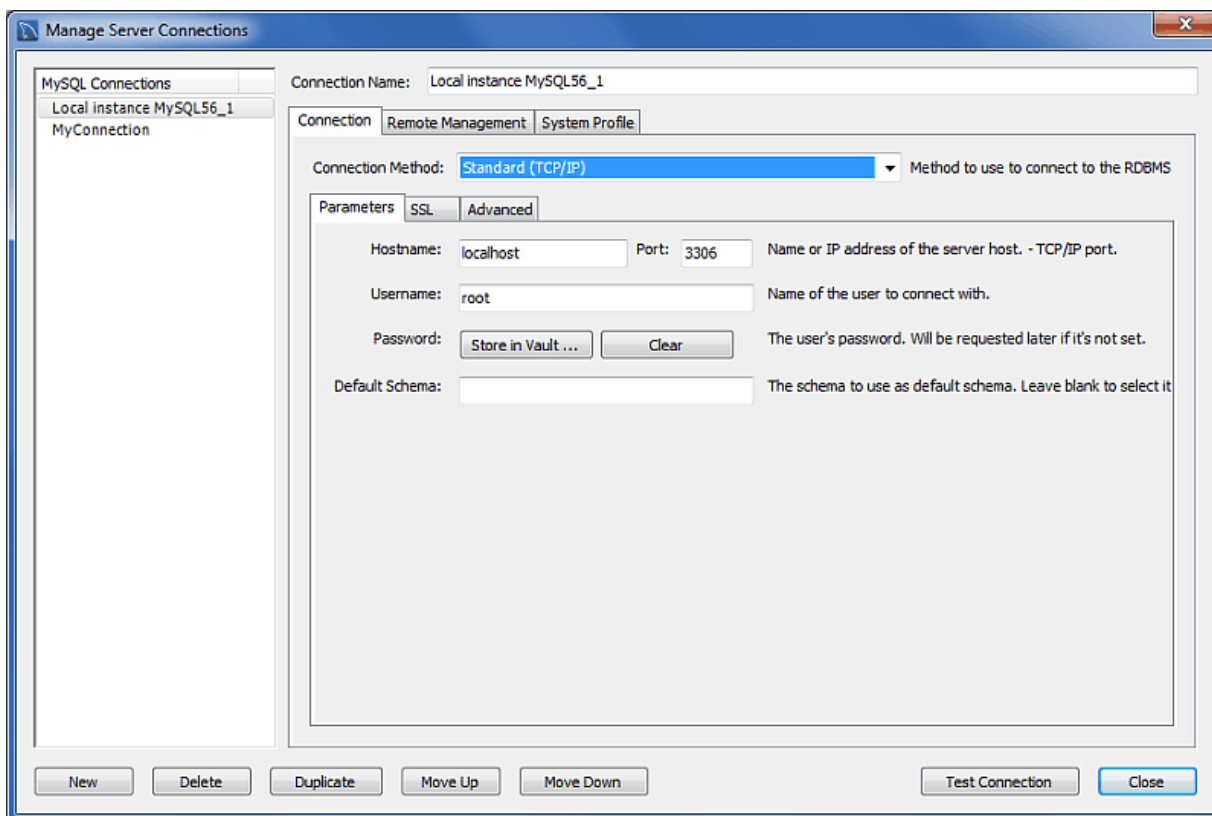 Manage Server Connections
MySQL Connections
Local instance MySQL56_1
MyConnection
Connection Name: Local instance MySQL56_1
Connection Remote Management System Profile
Connection Method: Standard (TCP/IP) Method to use to connect to the RDBMS
Parameters SSL Advanced
Hostname: localhost Port: 3306 Name or IP address of the server host. - TCP/IP port.
Username: root Name of the user to connect with.
Password: Store in Vault ... Clear The user's password. Will be requested later if it's not set.
Default Schema: The schema to use as default schema. Leave blank to select it
New Delete Duplicate Move Up Move Down Test Connection Close